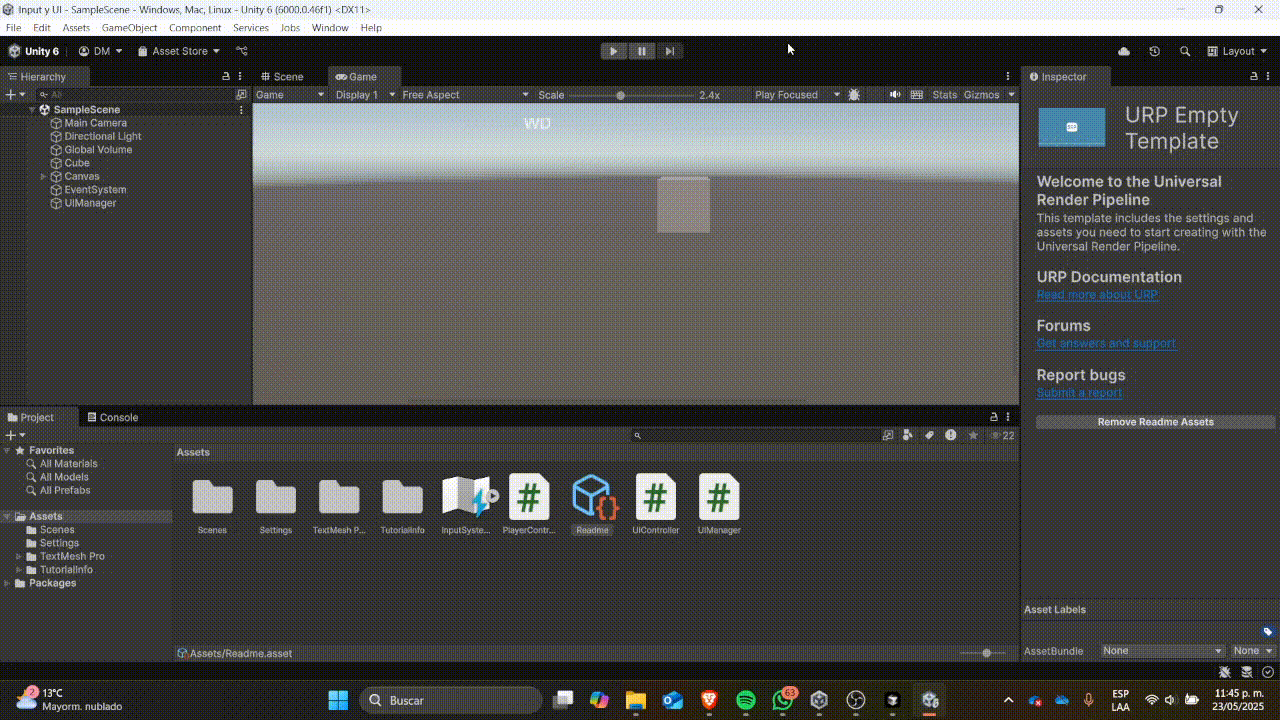 Input y UI - SampleScene - Windows, Mac, Linux - Unity 6 (6000.0.46f1) <DX11>
File Edit Assets GameObject Component Services Jobs Window Help
Unity 6 DM Asset Store Layout
Hierarchy
All
SampleScene
Main Camera
Directional Light
Global Volume
Cube
Canvas
EventSystem
UIManager
Scene Game
Game Display 1 Free Aspect Scale 2.4x Play Focused Stats Gizmos
WD
Inspector
URP Empty
Template
Welcome to the Universal
Render Pipeline
This template includes the settings and
assets you need to start creating with the
Universal Render Pipeline.
URP Documentation
Read more about URP
Forums
Get answers and support
Report bugs
Submit a report
Remove Readme Assets
Project Console
22
Favorites
All Materials
All Models
All Prefabs
Assets
Scenes
Settings
TextMesh Pro
TutorialInfo
Packages
Assets
Scenes Settings TextMesh P... TutorialInfo InputSyste... PlayerContr... Readme UIController UIManager
Assets/Readme.asset
Asset Labels
AssetBundle None None
2
13°C
Mayorm. nublado
Buscar
63
ESP
LAA
11:45 p. m.
23/05/2025